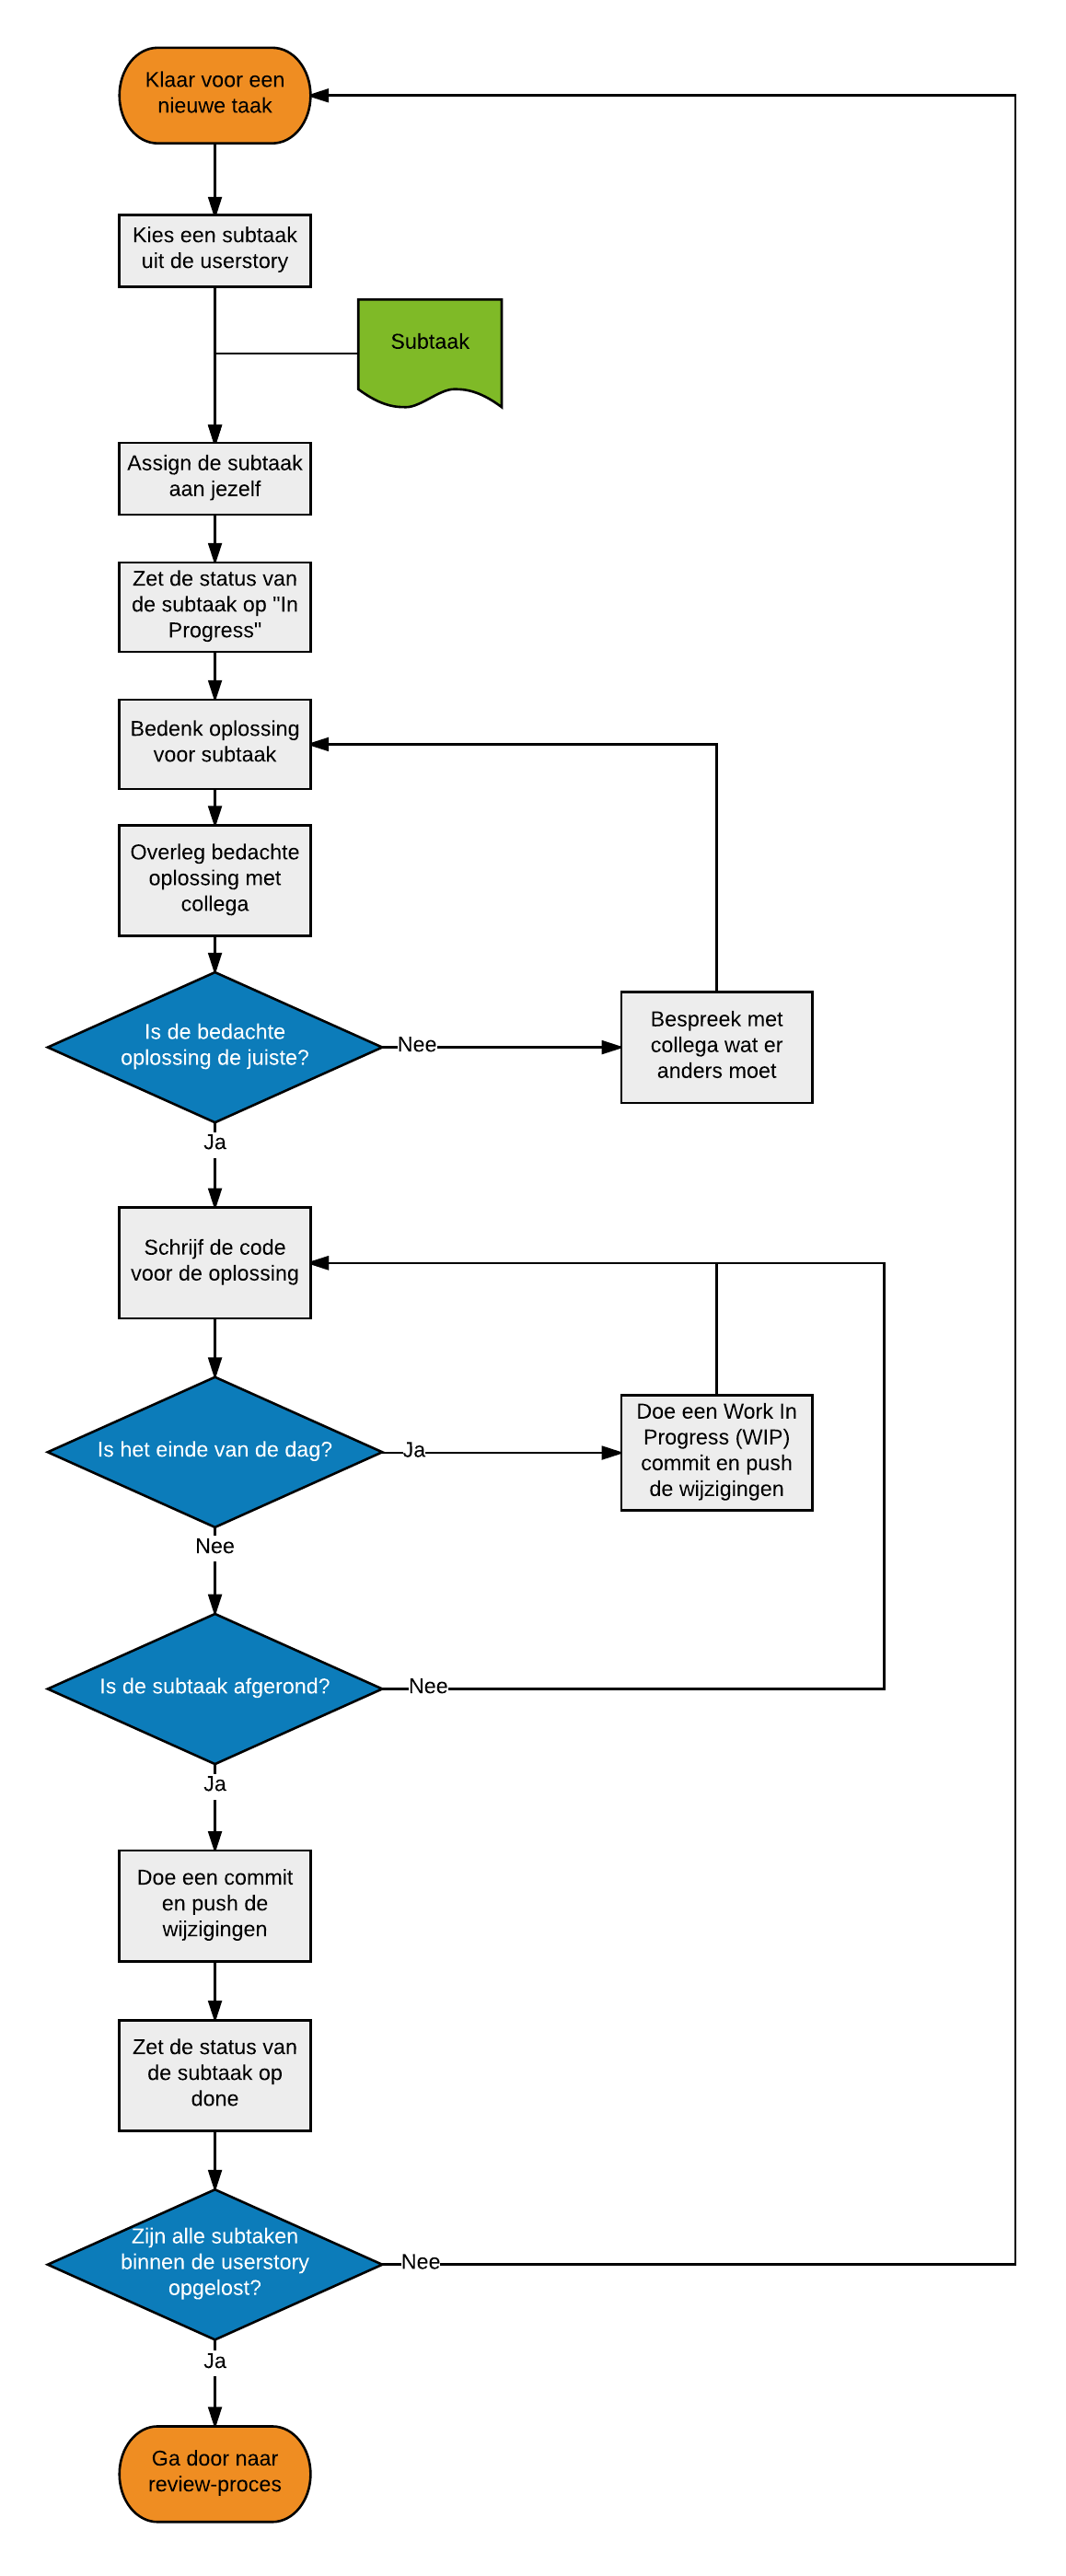 Klaar voor een
nieuwe taak
Kies een subtaak
uit de userstory
Subtaak
Assign de subtaak
aan jezelf
Zet de status van
de subtaak op "In
Progress"
Bedenk oplossing
voor subtaak
Overleg bedachte
oplossing met
collega
Is de bedachte
oplossing de juiste?
Nee
Bespreek met
collega wat er
anders moet
Ja
Schrijf de code
voor de oplossing
Is het einde van de dag?
Ja
Doe een Work In
Progress (WIP)
commit en push
de wijzigingen
Nee
Is de subtaak afgerond?
Nee
Ja
Doe een commit
en push de
wijzigingen
Zet de status van
de subtaak op
done
Zijn alle subtaken
binnen de userstory
opgelost?
Nee
Ja
Ga door naar
review-proces